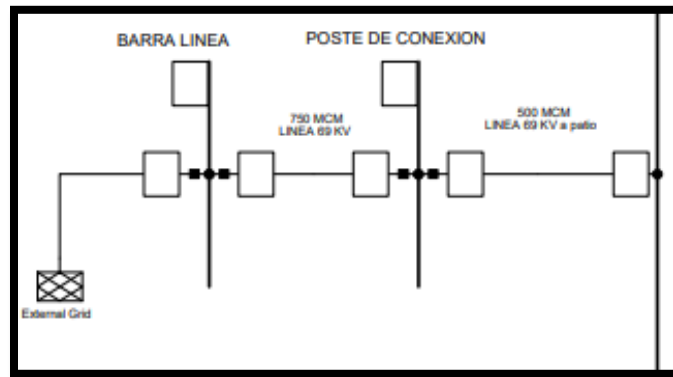 BARRA LINEA
POSTE DE CONEXION
750 MCM
LINEA 69 KV
500 MCM
LINEA 69 KV a patio
External Grid